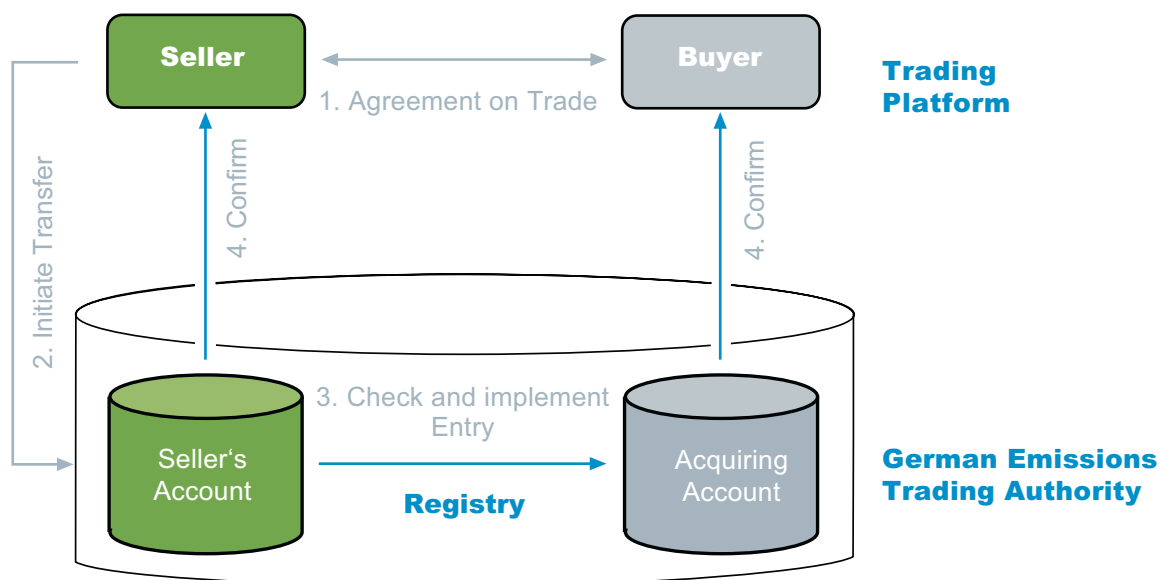 Seller
Buyer
Trading
Platform
1. Agreement on Trade
2. Initiate Transfer
4. Confirm
4. Confirm
3. Check and implement
Entry
Seller‘s
Account
Acquiring
Account
Registry
German Emissions
Trading Authority